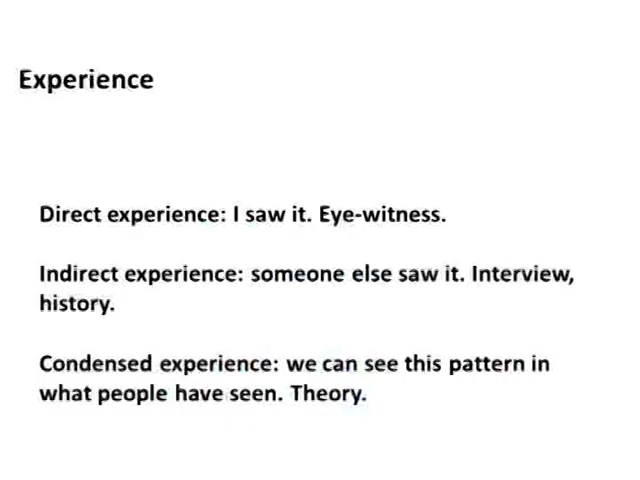 Experience
Direct experience: I saw it. Eye-witness.
Indirect experience: someone else saw it. Interview,
history.
Condensed experience: we can see this pattern in
what people have seen. Theory.